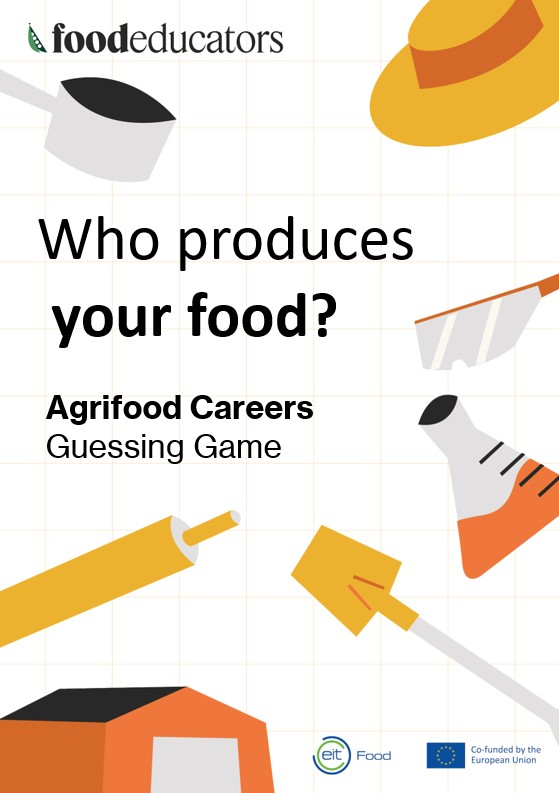 foodeducators
Who produces
your food?
Agrifood Careers
Guessing Game
eit Food
Co-funded by the
European Union